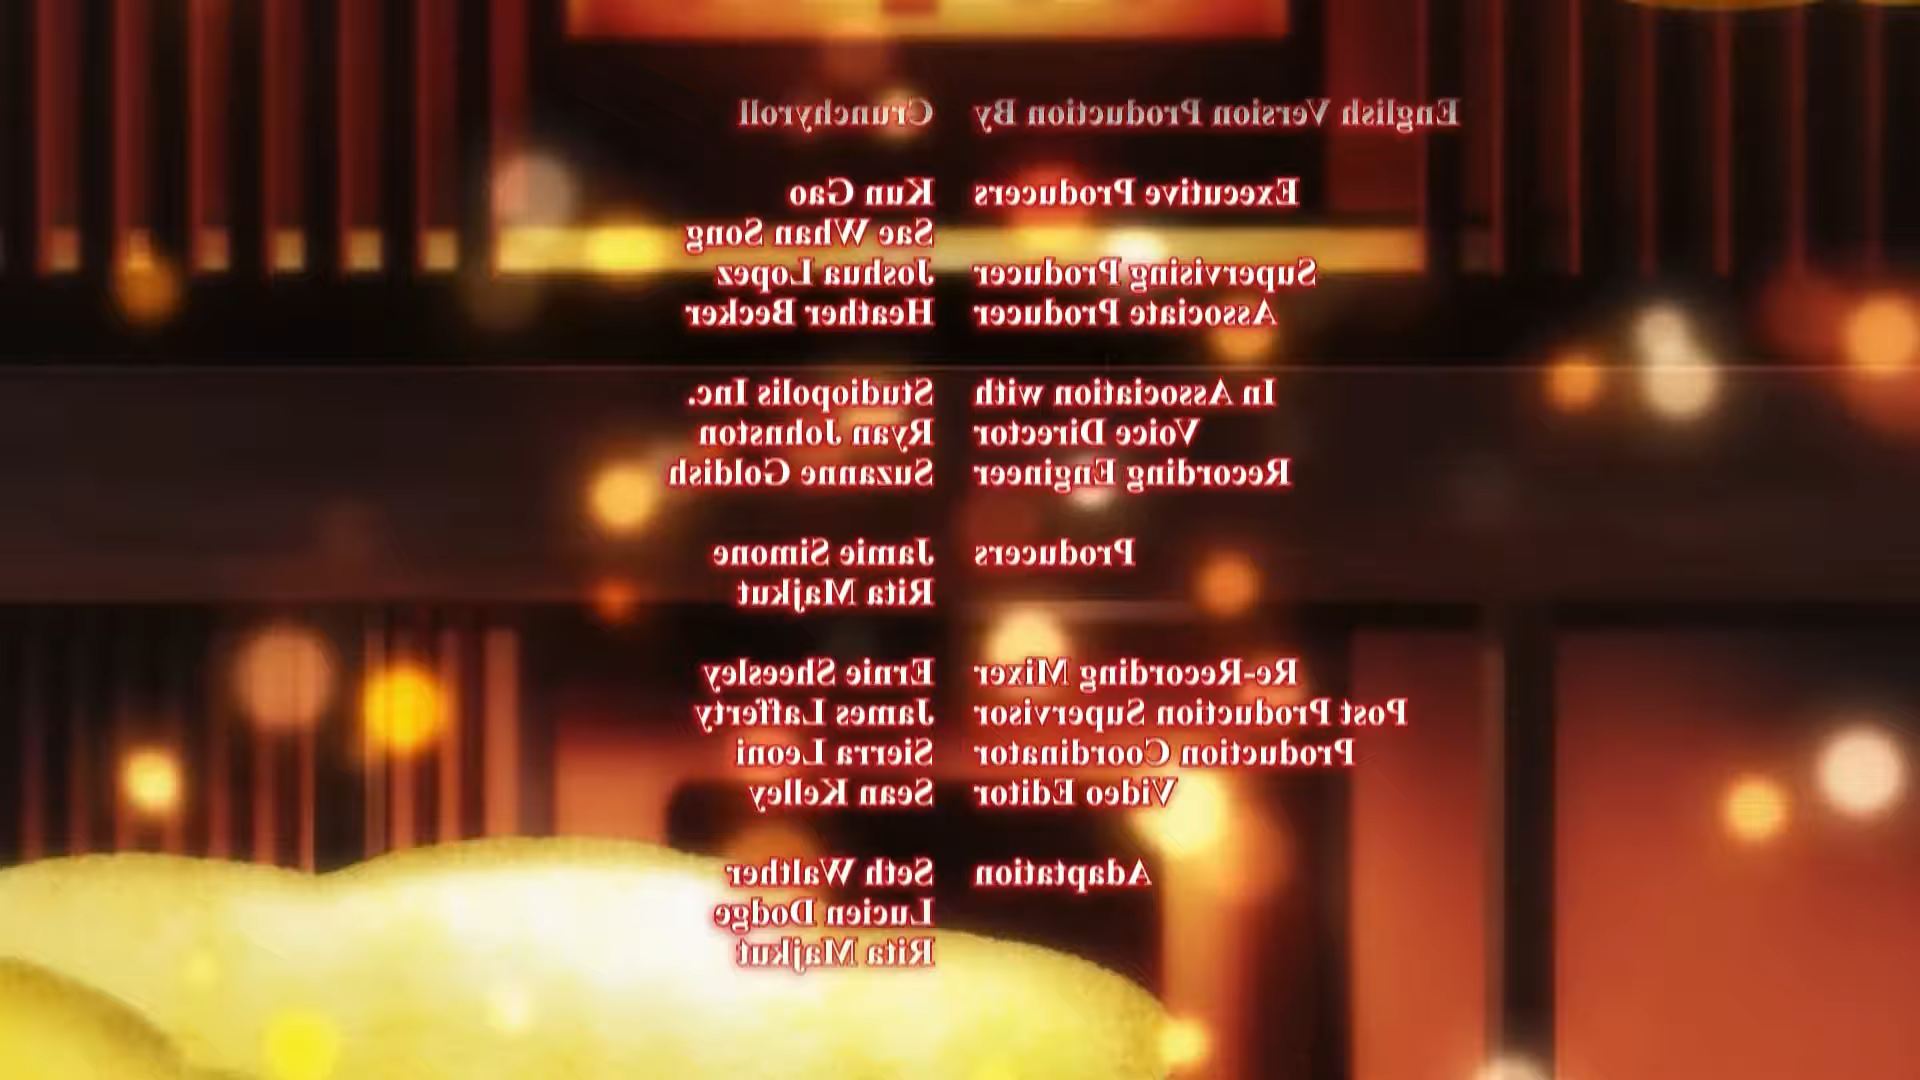 English Version Production By Crunchyroll
Executive Producers Kun Gao
Sae Whan Song
Supervising Producer Joshua Lopez
Associate Producer Heather Becker
In Association with Studiopolis Inc.
Voice Director Ryan Johnston
Recording Engineer Suzanne Goldish
Producers Jamie Simone
Rita Majkut
Re-Recording Mixer Ernie Sheesley
Post Production Supervisor James Lafferty
Production Coordinator Sierra Leoni
Video Editor Sean Kelley
Adaptation Seth Walther
Lucien Dodge
Rita Majkut